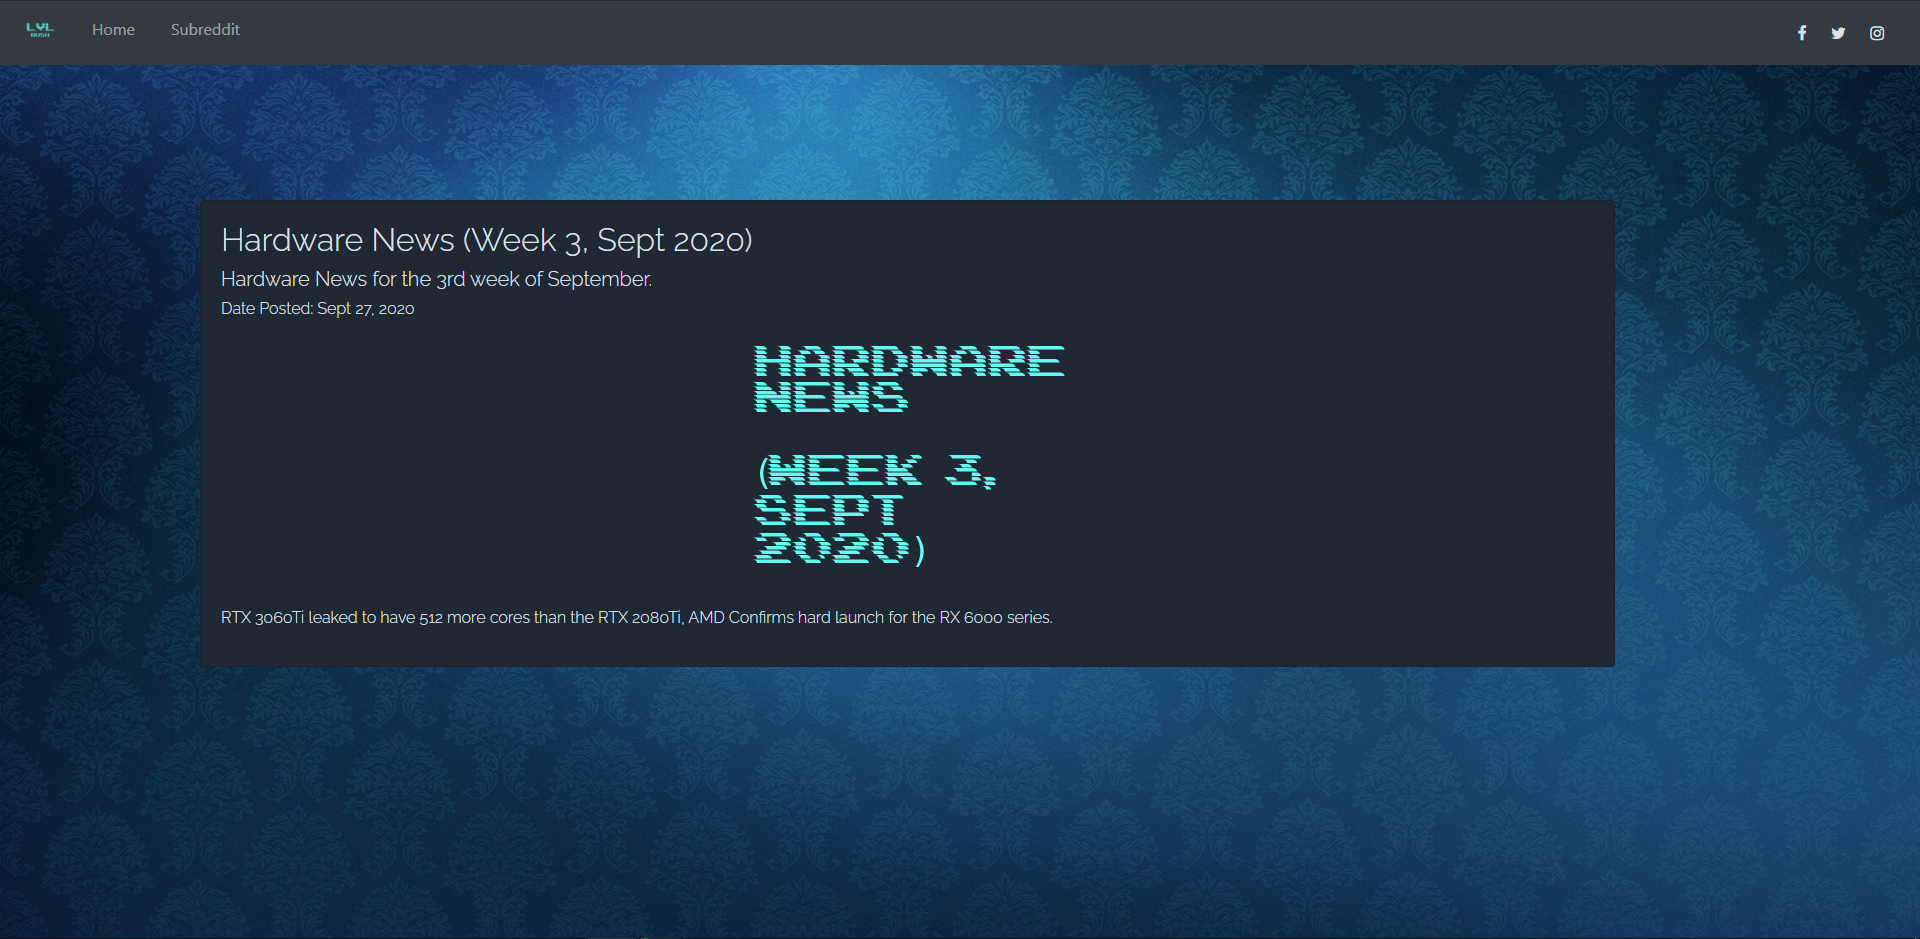 LVL
RUSH
Home
Subreddit
Hardware News (Week 3, Sept 2020)
Hardware News for the 3rd week of September.
Date Posted: Sept 27, 2020
HARDWARE
NEWS
(WEEK 3,
SEPT
2020)
RTX 3060Ti leaked to have 512 more cores than the RTX 2080Ti, AMD Confirms hard launch for the RX 6000 series.